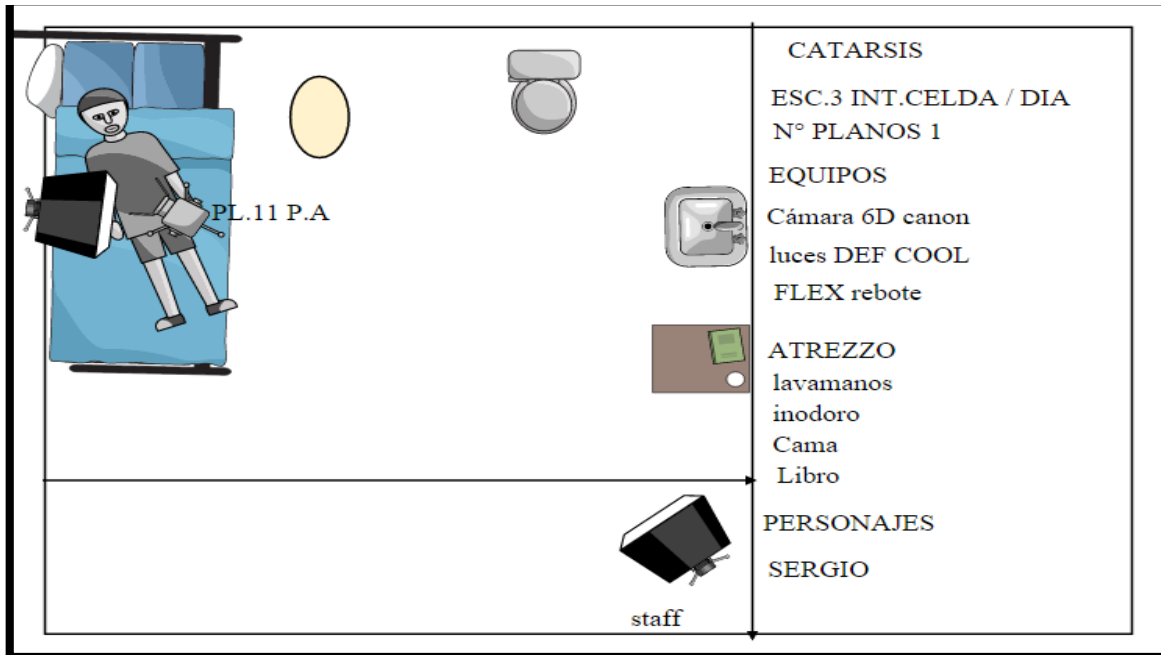 CATARSIS
ESC.3 INT.CELDA / DIA
N° PLANOS 1
EQUIPOS
Cámara 6D canon
luces DEF COOL
FLEX rebote
ATREZZO
lavamanos
inodoro
Cama
Libro
PERSONAJES
SERGIO
PL.11 P.A
staff